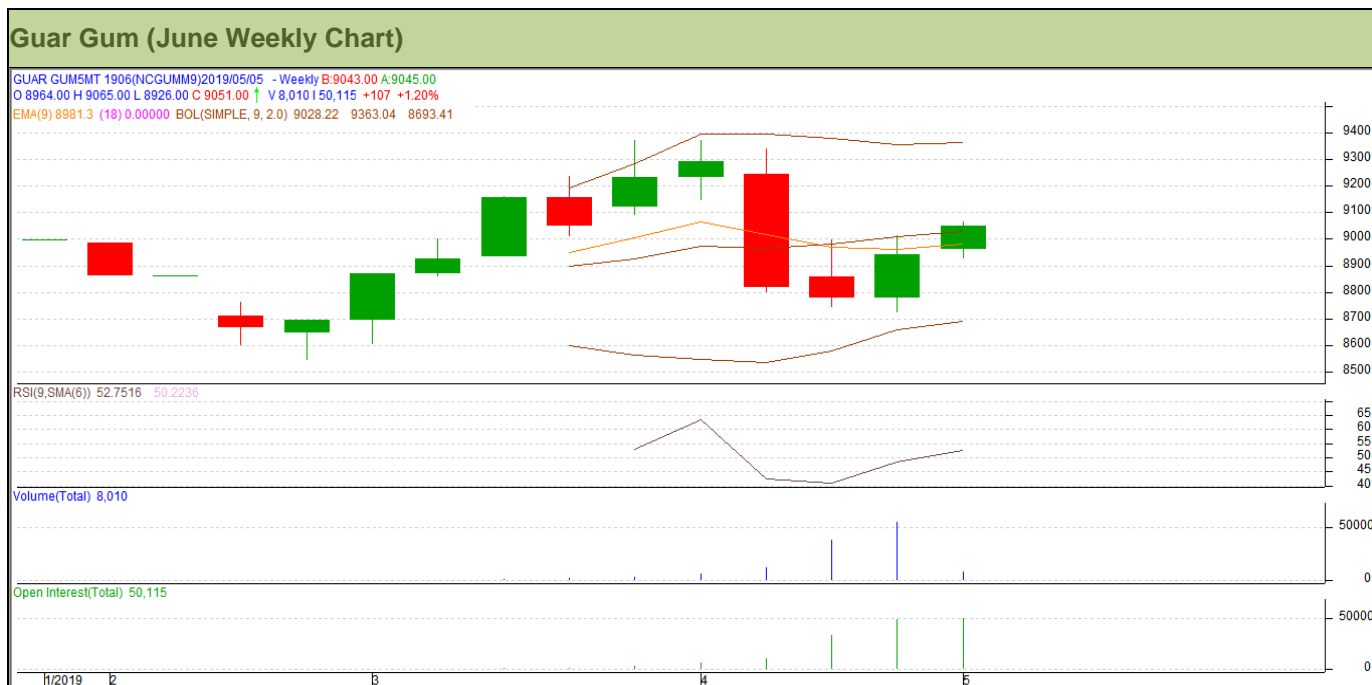 Guar Gum (June Weekly Chart)
GUAR GUM5MT 1906(NCGUMM9)2019/05/05 - Weekly B:9043.00 A:9045.00
O 8964.00 H 9065.00 L 8926.00 C 9051.00 V 8,010 I 50,115 +107 +1.20%
EMA(9) 8981.3 (18) 0.00000 BOL(SIMPLE, 9, 2.0) 9028.22 9363.04 8693.41
9400
9300
9200
9100
9000
8900
8800
8700
8600
8500
RSI(9,SMA(6)) 52.7516 50.2236
65
60
55
50
45
40
Volume(Total) 8,010
50000
0
Open Interest(Total) 50,115
50000
0
1/2019 2 3 4 5